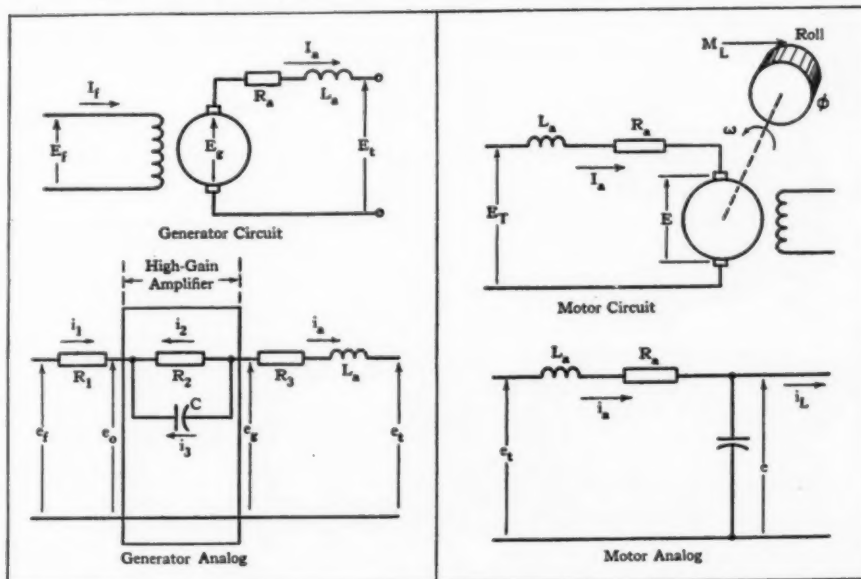 I_a
R_a
L_a
I_f
E_f
E_g
E_t
Generator Circuit
High-Gain
Amplifier
i_1
i_2
i_a
R_1
R_2
R_3
L_a
C
i_3
e_f
e_o
e_g
e_t
Generator Analog
Roll
M_L
ϕ
ω
L_a
R_a
I_a
E_T
E
Motor Circuit
L_a
R_a
i_a
i_L
e_t
e
Motor Analog